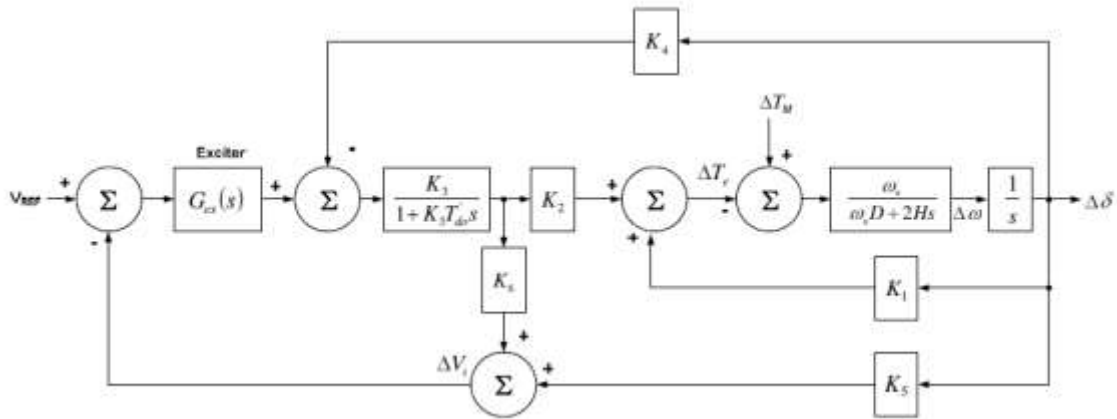 K₄
ΔT_M
Exciter
V_REF
+
Σ
G_ex(s)
+
-
Σ
K₃
1 + K₃T'_do s
K₂
+
Σ
ΔT_e
+
-
Σ
ω_s
ω_s D + 2Hs
Δω
1
s
Δδ
-
+
K₆
K₁
+
+
ΔV_t
Σ
+
K₅